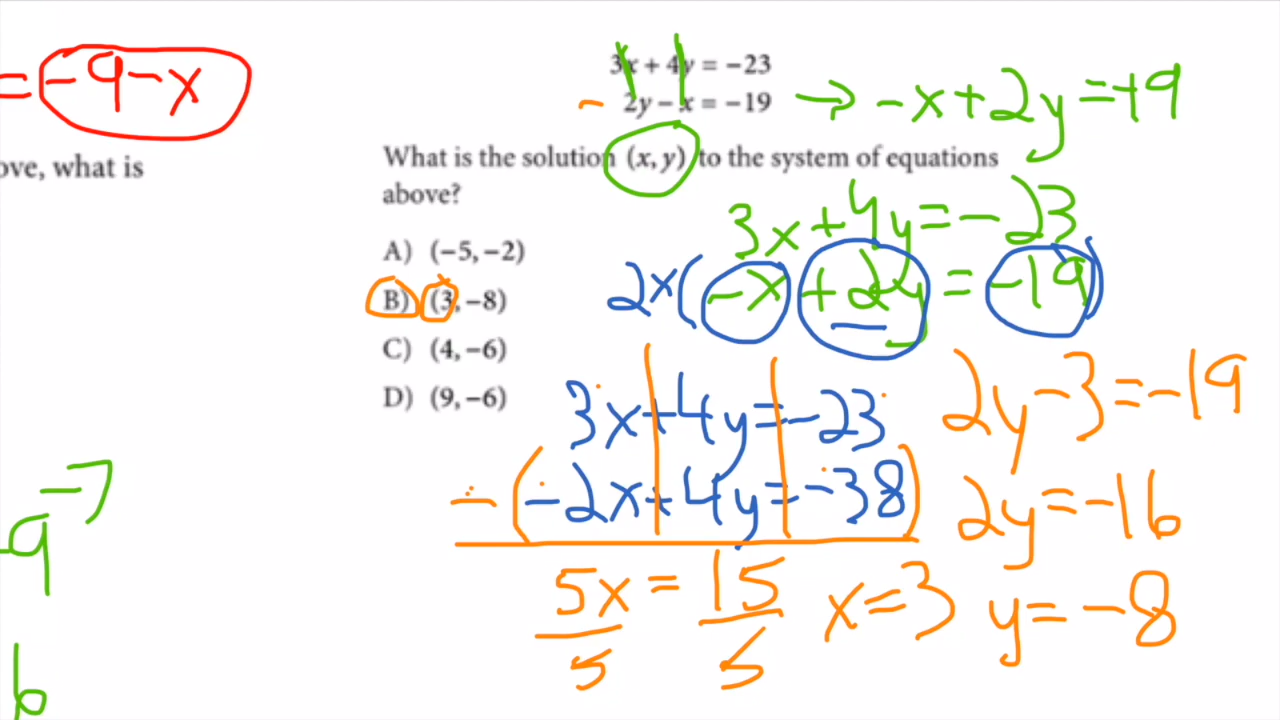 = -9-x
ove, what is
-7
-9
6
3x + 4y = −23
2y − x = −19
→ -x+2y=-19
What is the solution (x, y) to the system of equations
above?
A) (−5, −2)
B) (3, −8)
C) (4, −6)
D) (9, −6)
3x+4y=-23
2x(-x+2y=-19)
3x+4y=-23
-(-2x+4y=-38)
5x = 15
5 5
x=3
2y-3=-19
2y=-16
y=-8